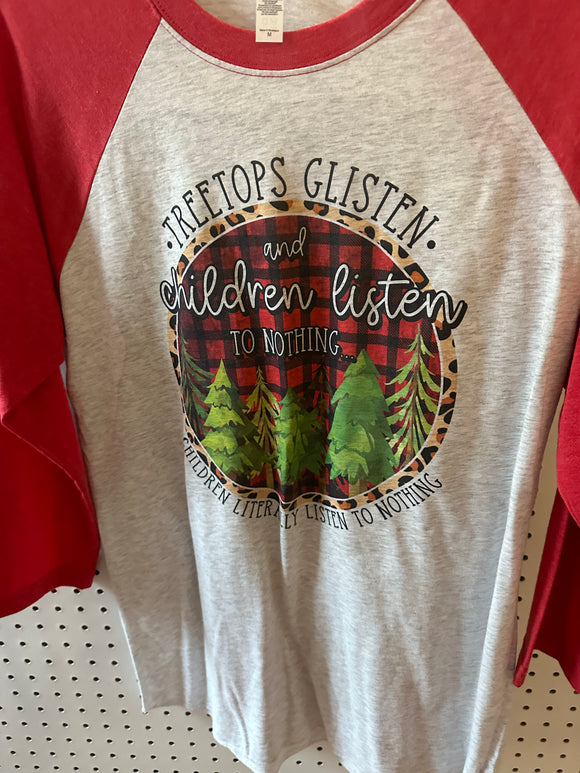 M
•TREETOPS GLISTEN•
and
children listen
TO NOTHING...
CHILDREN LITERALLY LISTEN TO NOTHING